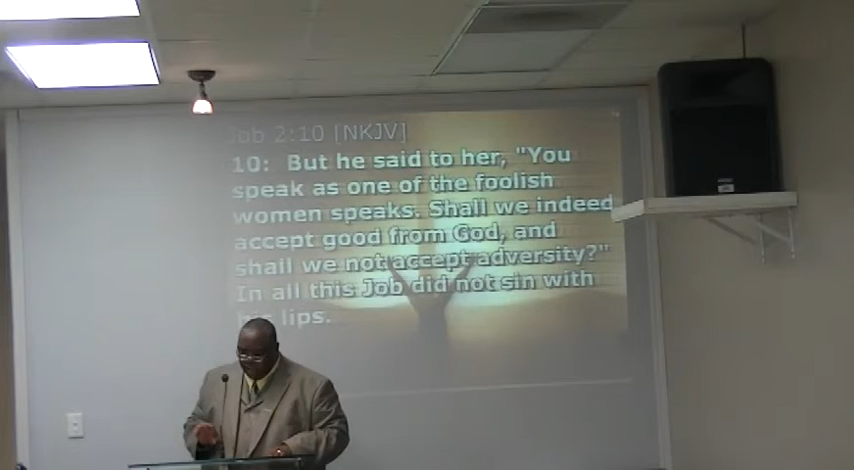 Job 2:10 [NKJV]
10: But he said to her, "You
speak as one of the foolish
women speaks. Shall we indeed
accept good from God, and
shall we not accept adversity?"
In all this Job did not sin with
his lips.